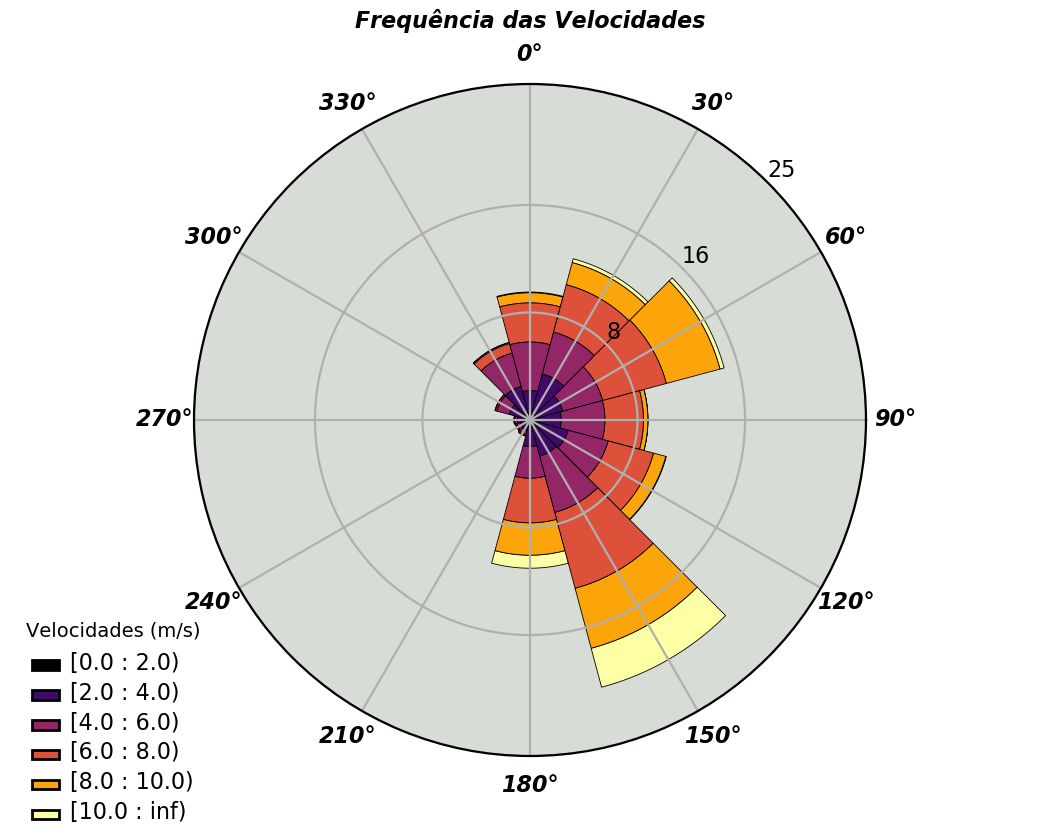 Frequência das Velocidades
0°
330°
30°
25
300°
60°
16
8
270°
90°
240°
120°
210°
150°
180°
Velocidades (m/s)
[0.0 : 2.0)
[2.0 : 4.0)
[4.0 : 6.0)
[6.0 : 8.0)
[8.0 : 10.0)
[10.0 : inf)